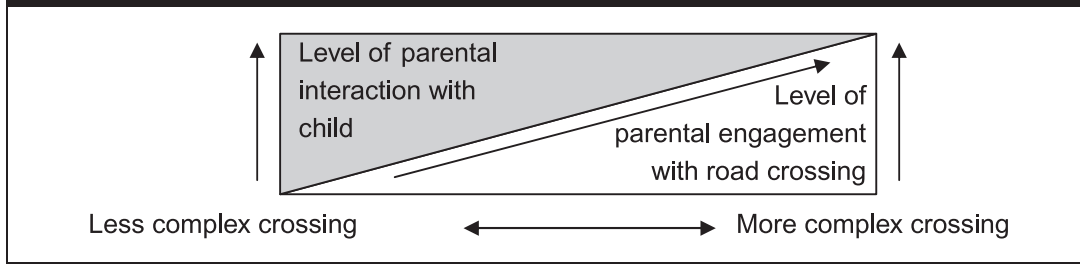 Level of parental
interaction with
child
Level of
parental engagement
with road crossing
Less complex crossing
More complex crossing